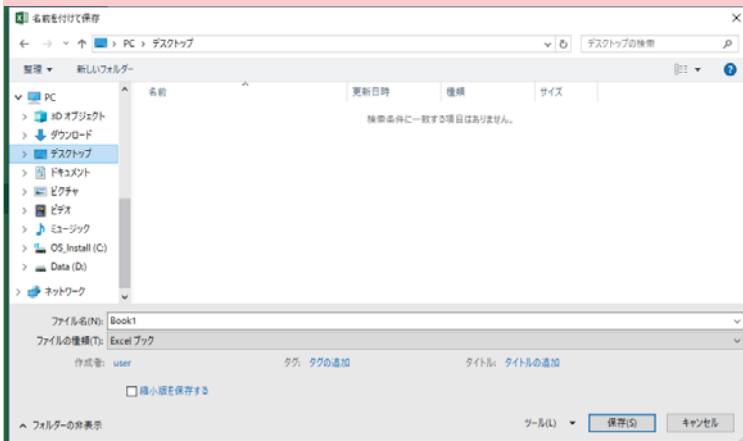 名前を付けて保存
PC > デスクトップ
デスクトップの検索
整理 新しいフォルダー
名前 更新日時 種類 サイズ
検索条件に一致する項目はありません。
PC
3D オブジェクト
ダウンロード
デスクトップ
ドキュメント
ピクチャ
ビデオ
ミュージック
OS_Install (C:)
Data (D:)
ネットワーク
ファイル名(N): Book1
ファイルの種類(T): Excel ブック
作成者: user タグ: タグの追加 タイトル: タイトルの追加
縮小版を保存する
フォルダーの非表示 ツール(L) 保存(S) キャンセル